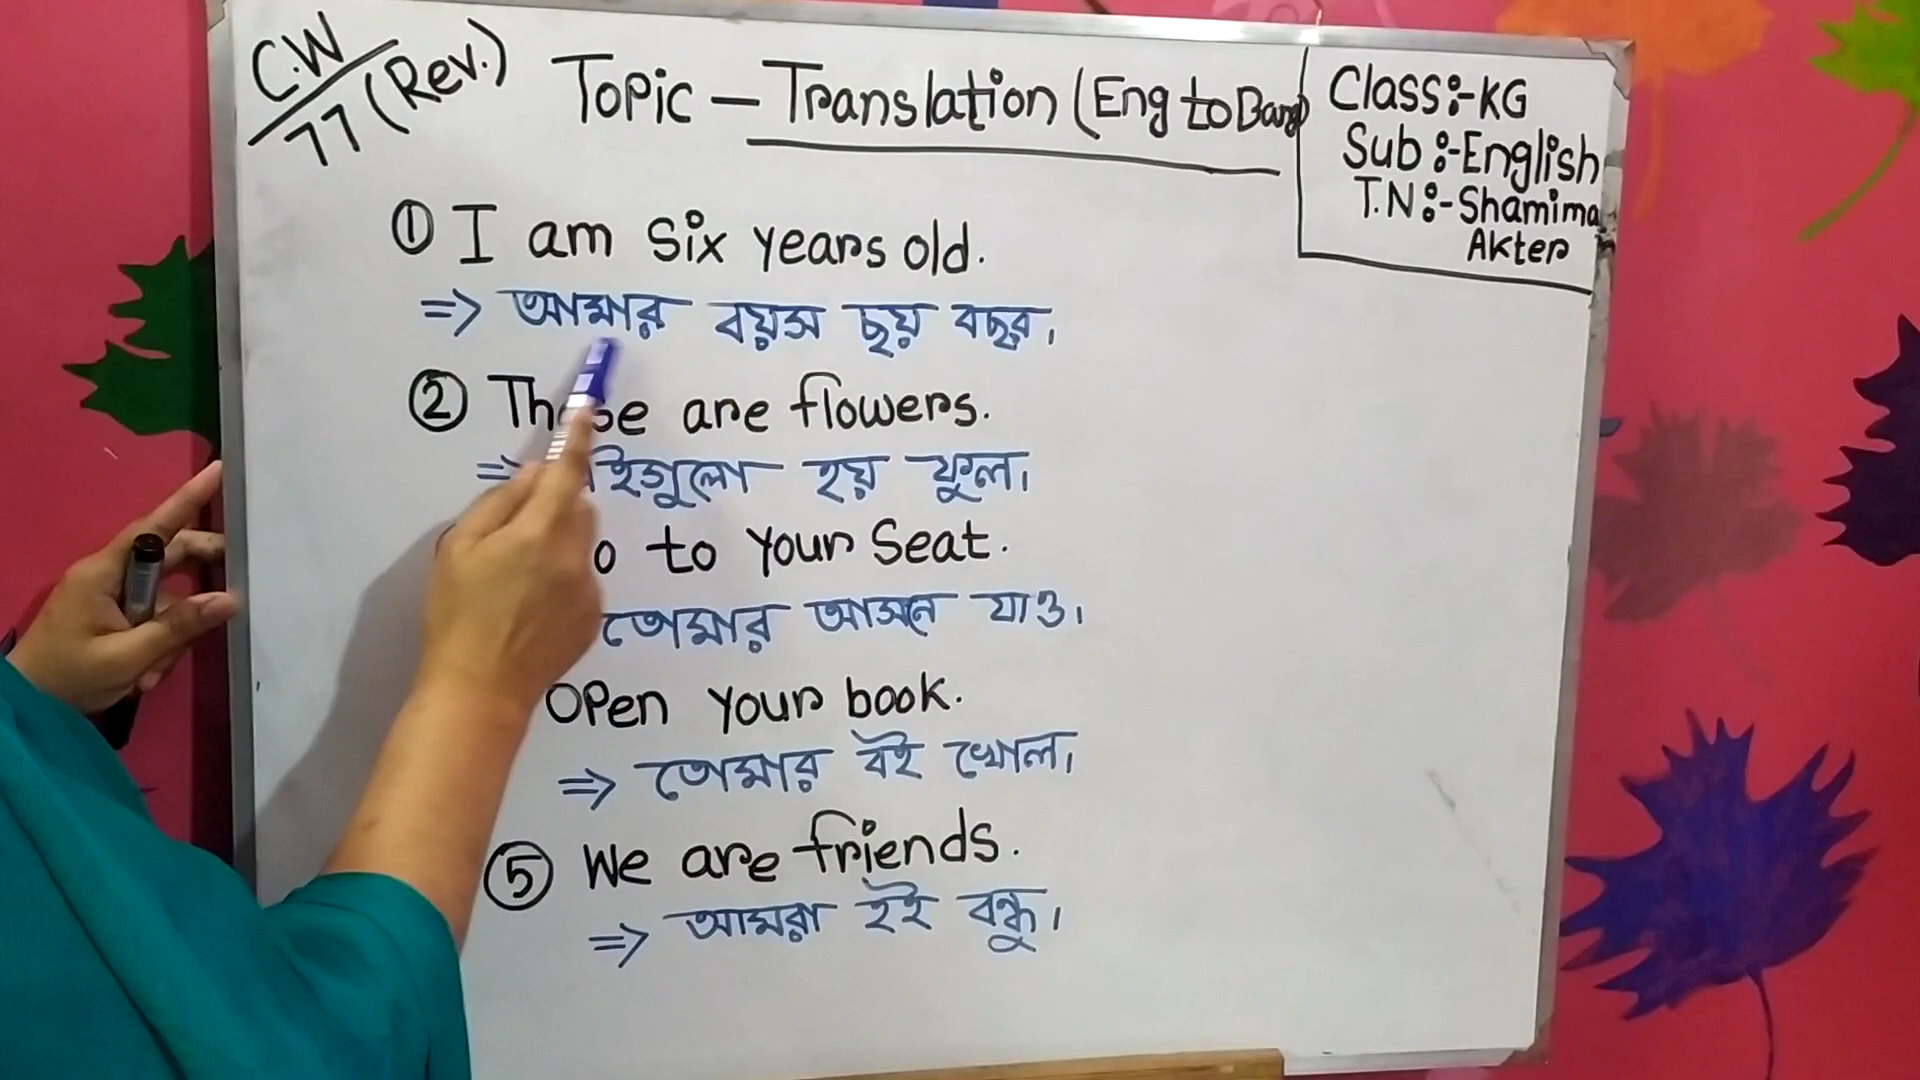 C.W/77 (Rev.)
Topic - Translation (Eng to Bang)
Class:- KG
Sub:- English
T.N:- Shamima
Akter
① I am six years old.
⇒ আমার বয়স ছয় বছর।
② are flowers.
⇒ হয় ফুল।
to your seat.
তোমার আসনে যাও।
Open your book.
⇒ তোমার বই খোল।
⑤ We are friends.
⇒ আমরা হই বন্ধু।